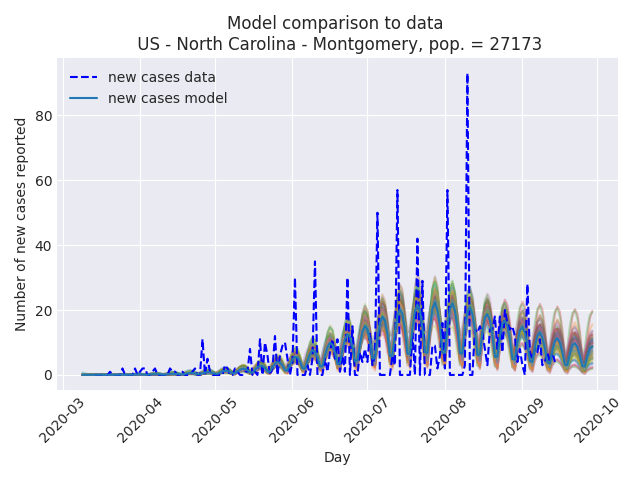 Model comparison to data
US - North Carolina - Montgomery, pop. = 27173
new cases data
new cases model
Number of new cases reported
80
60
40
20
0
2020-03
2020-04
2020-05
2020-06
2020-07
2020-08
2020-09
2020-10
Day